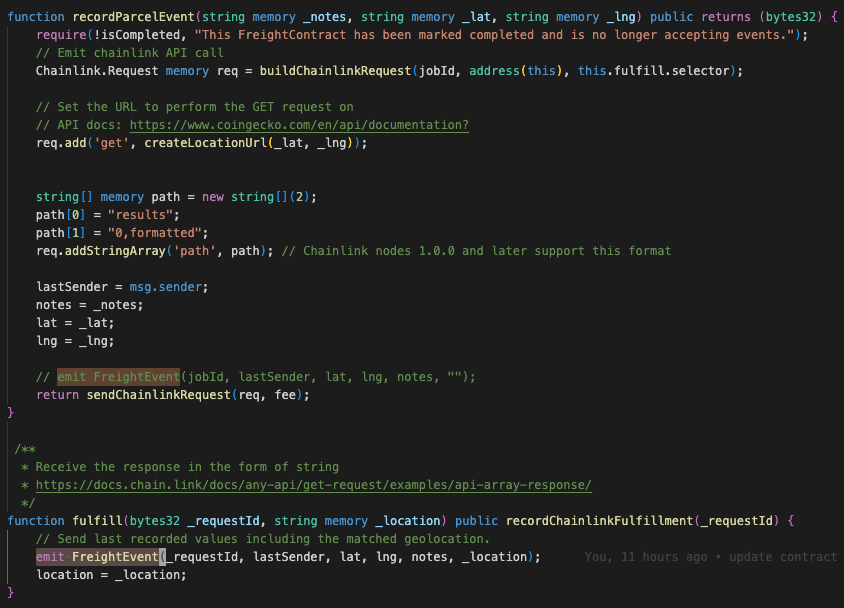 function recordParcelEvent(string memory _notes, string memory _lat, string memory _lng) public returns (bytes32) {
require(!isCompleted, "This FreightContract has been marked completed and is no longer accepting events.");
// Emit chainlink API call
Chainlink.Request memory req = buildChainlinkRequest(jobId, address(this), this.fulfill.selector);
// Set the URL to perform the GET request on
// API docs: https://www.coingecko.com/en/api/documentation?
req.add('get', createLocationUrl(_lat, _lng));
string[] memory path = new string[](2);
path[0] = "results";
path[1] = "0,formatted";
req.addStringArray('path', path); // Chainlink nodes 1.0.0 and later support this format
lastSender = msg.sender;
notes = _notes;
lat = _lat;
lng = _lng;
// emit FreightEvent(jobId, lastSender, lat, lng, notes, "");
return sendChainlinkRequest(req, fee);
}
/**
* Receive the response in the form of string
* https://docs.chain.link/docs/any-api/get-request/examples/api-array-response/
*/
function fulfill(bytes32 _requestId, string memory _location) public recordChainlinkFulfillment(_requestId) {
// Send last recorded values including the matched geolocation.
emit FreightEvent(_requestId, lastSender, lat, lng, notes, _location); You, 11 hours ago • update contract
location = _location;
}